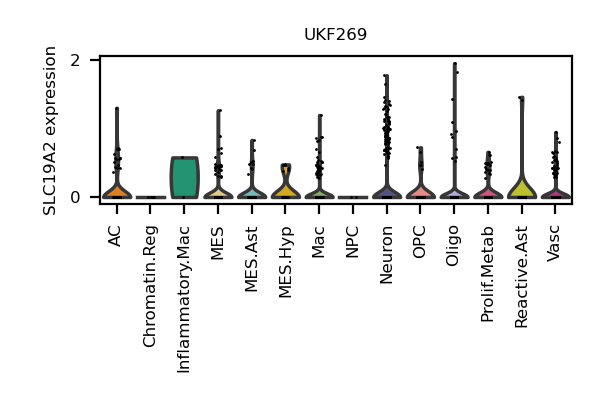 UKF269
SLC19A2 expression
2
0
AC
Chromatin.Reg
Inflammatory.Mac
MES
MES.Ast
MES.Hyp
Mac
NPC
Neuron
OPC
Oligo
Prolif.Metab
Reactive.Ast
Vasc